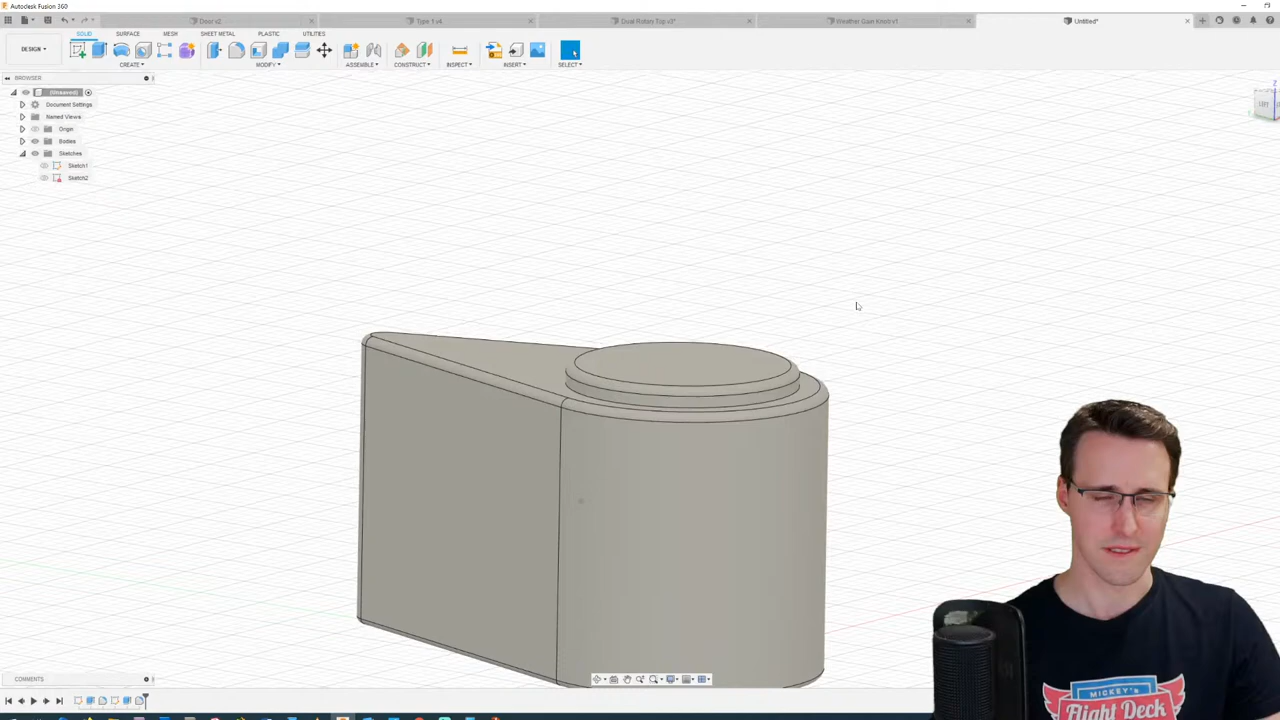 Autodesk Fusion 360
Door v2
Type 1 v4
Dual Rotary Top v3*
Weather Gain Knob v1
Untitled*
DESIGN
SOLID
SURFACE
MESH
SHEET METAL
PLASTIC
UTILITIES
CREATE
MODIFY
ASSEMBLE
CONSTRUCT
INSPECT
INSERT
SELECT
BROWSER
(Unsaved)
Document Settings
Named Views
Origin
Bodies
Sketches
Sketch1
Sketch2
Z
MICKEY'S
Flight Deck
COMMENTS